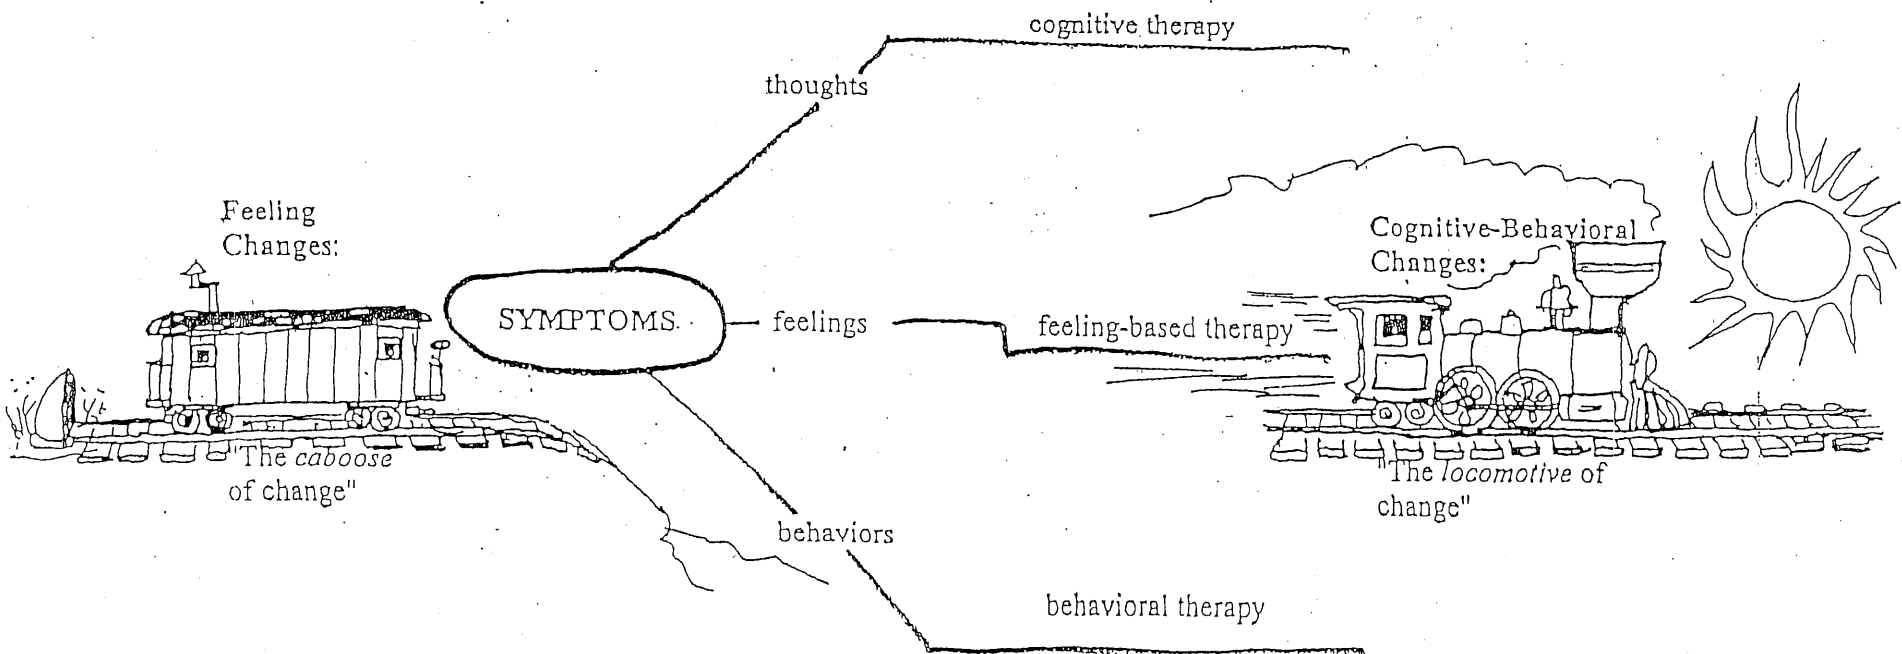 cognitive therapy
thoughts
Feeling
Changes:
Cognitive-Behavioral
Changes:
SYMPTOMS
feelings
feeling-based therapy
"The caboose
of change"
"The locomotive of
change"
behaviors
behavioral therapy